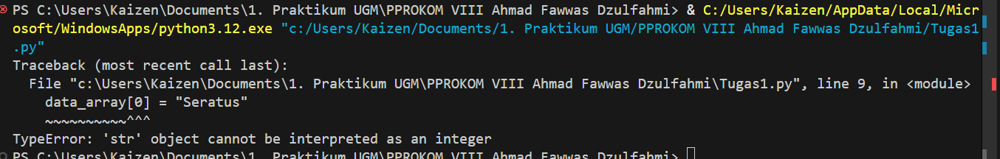 PS C:\Users\Kaizen\Documents\1. Praktikum UGM\PPROKOM VIII Ahmad Fawwas Dzulfahmi> & C:/Users/Kaizen/AppData/Local/Micr
osoft/WindowsApps/python3.12.exe "c:/Users/Kaizen/Documents/1. Praktikum UGM/PPROKOM VIII Ahmad Fawwas Dzulfahmi/Tugas1
.py"
Traceback (most recent call last):
  File "c:\Users\Kaizen\Documents\1. Praktikum UGM\PPROKOM VIII Ahmad Fawwas Dzulfahmi\Tugas1.py", line 9, in <module>
    data_array[0] = "Seratus"
    ~~~~~~~~~~^^^
TypeError: 'str' object cannot be interpreted as an integer
PS C:\Users\Kaizen\Documents\1. Praktikum UGM\PPROKOM VIII Ahmad Fawwas Dzulfahmi>